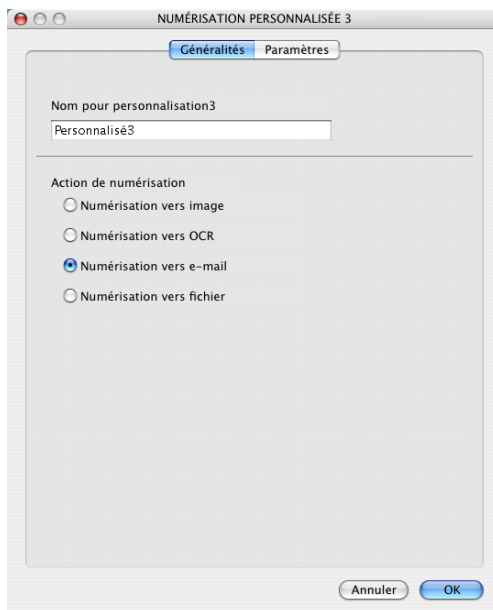 NUMÉRISATION PERSONNALISÉE 3
Généralités Paramètres
Nom pour personnalisation3
Personnalisé3
Action de numérisation
Numérisation vers image
Numérisation vers OCR
Numérisation vers e-mail
Numérisation vers fichier
Annuler OK